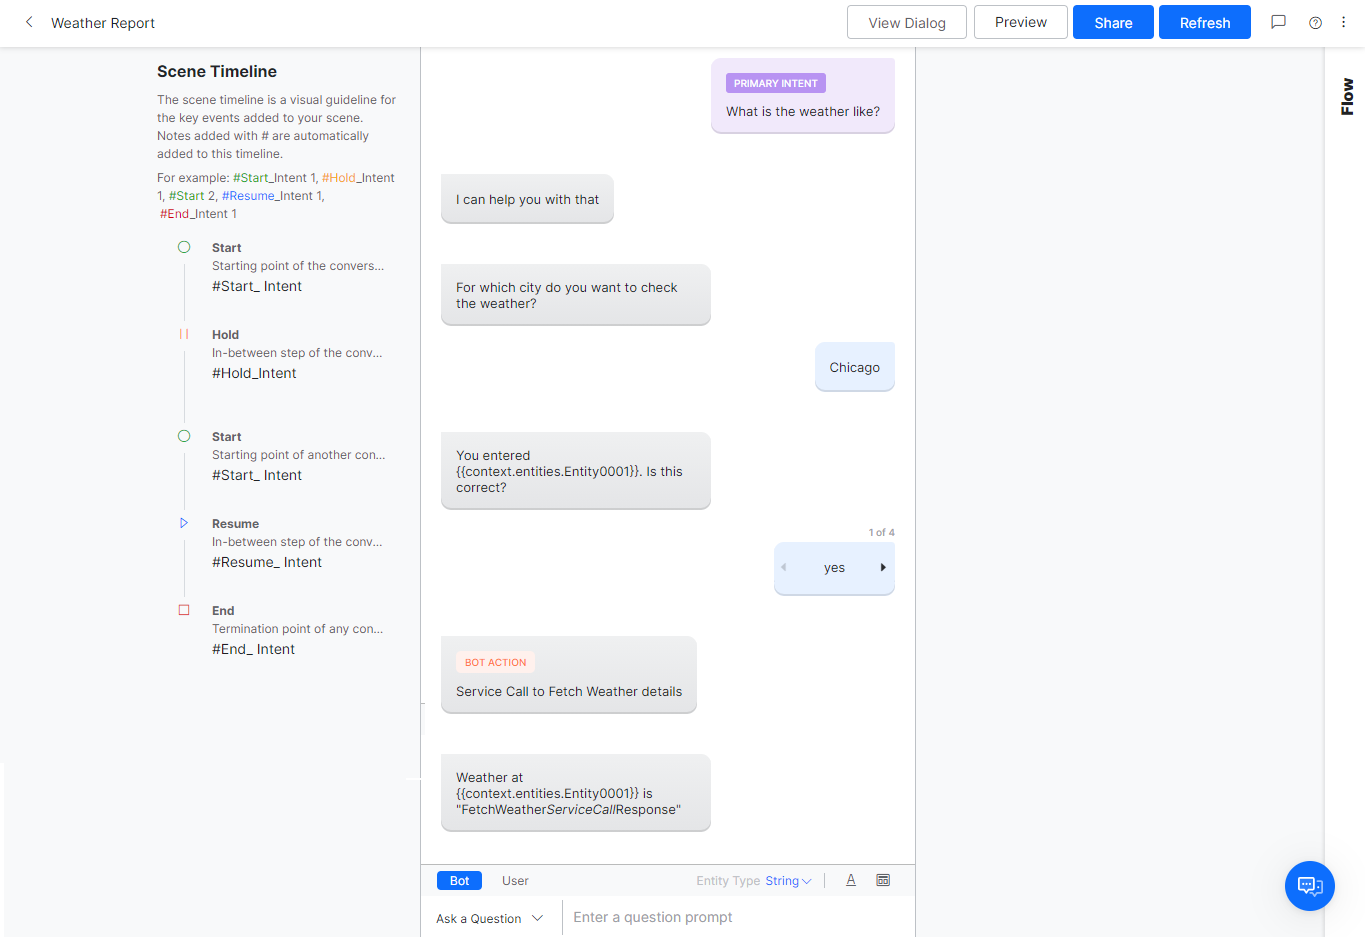 Weather Report
View Dialog
Preview
Share
Refresh
Scene Timeline
The scene timeline is a visual guideline for
the key events added to your scene.
Notes added with # are automatically
added to this timeline.
For example: #Start_Intent 1, #Hold_Intent
1, #Start 2, #Resume_Intent 1,
#End_Intent 1
Start
Starting point of the convers...
#Start_ Intent
Hold
In-between step of the conv...
#Hold_Intent
Start
Starting point of another con...
#Start_ Intent
Resume
In-between step of the conv...
#Resume_ Intent
End
Termination point of any con...
#End_ Intent
PRIMARY INTENT
What is the weather like?
I can help you with that
For which city do you want to check
the weather?
Chicago
You entered
{{context.entities.Entity0001}}. Is this
correct?
1 of 4
yes
BOT ACTION
Service Call to Fetch Weather details
Weather at
{{context.entities.Entity0001}} is
"FetchWeatherServiceCallResponse"
Bot
User
Entity Type String
A
Ask a Question
Enter a question prompt
Flow